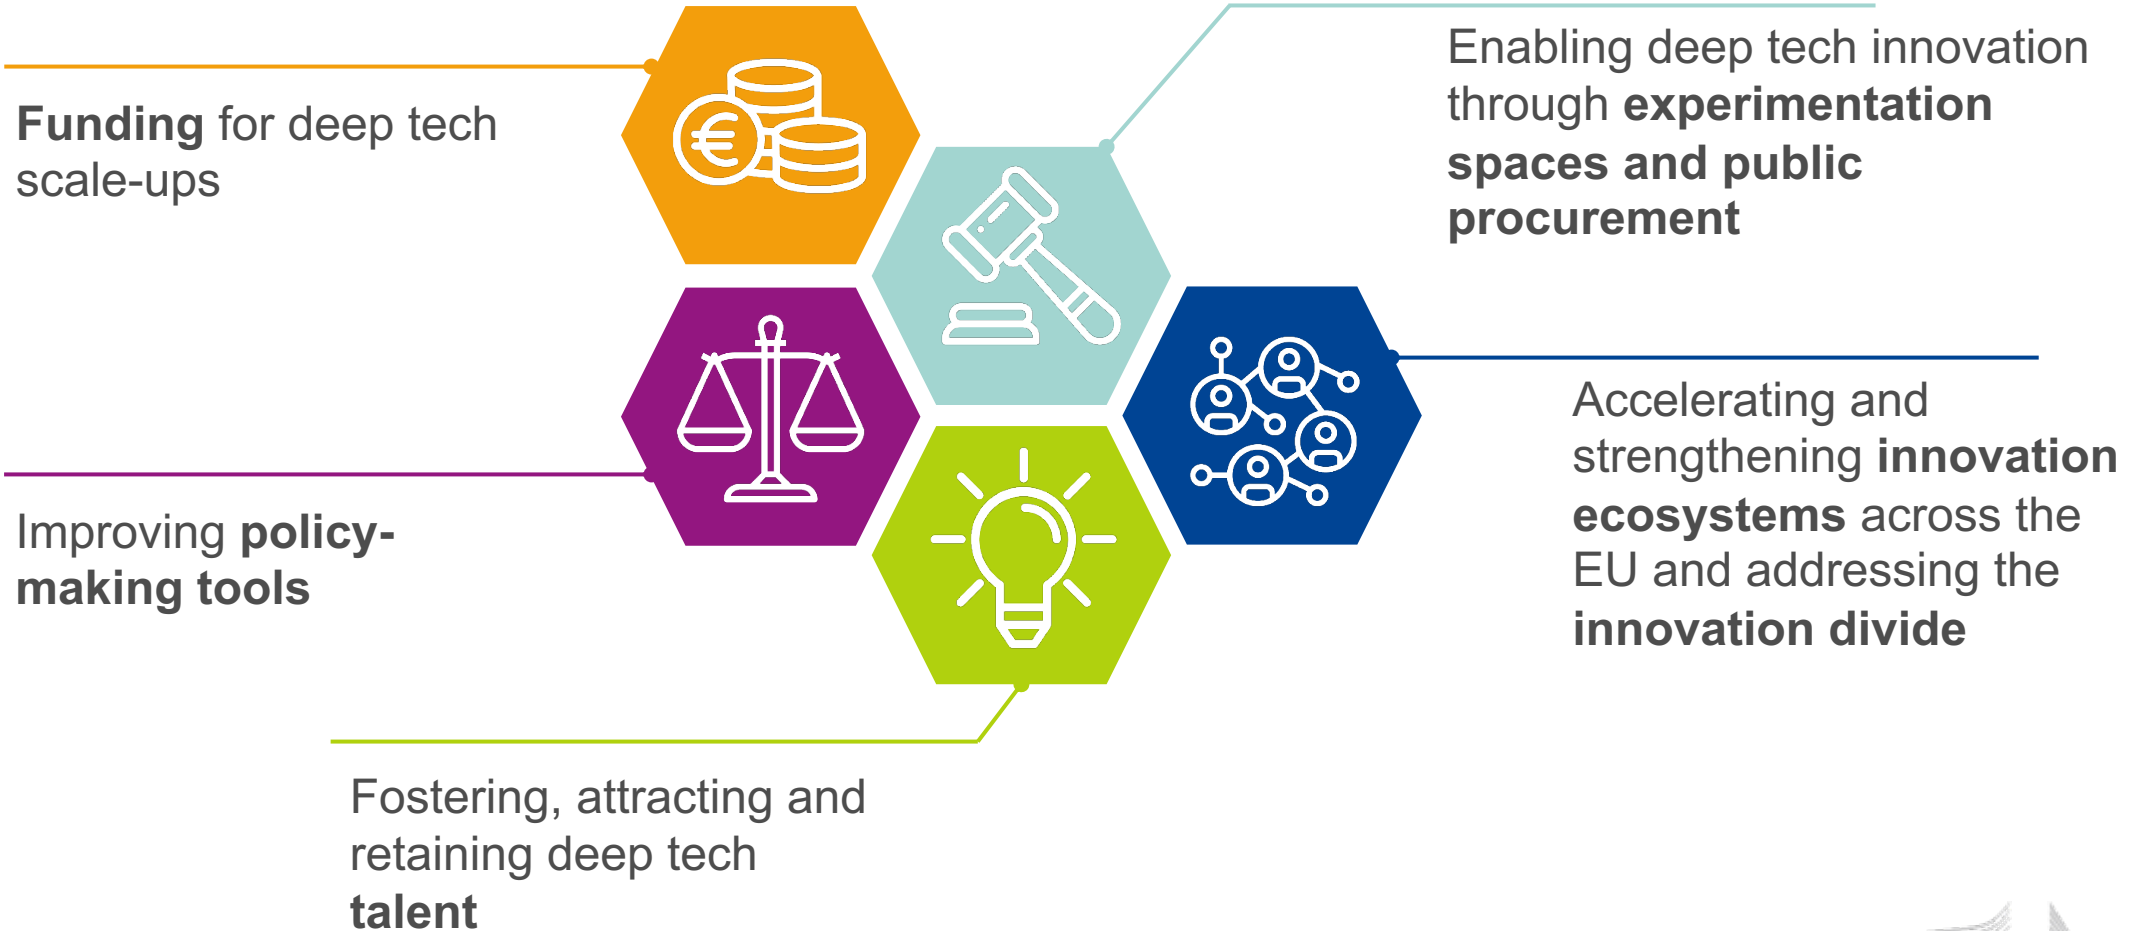 Funding for deep tech
scale-ups
Enabling deep tech innovation
through experimentation
spaces and public
procurement
Improving policy-
making tools
Accelerating and
strengthening innovation
ecosystems across the
EU and addressing the
innovation divide
Fostering, attracting and
retaining deep tech
talent